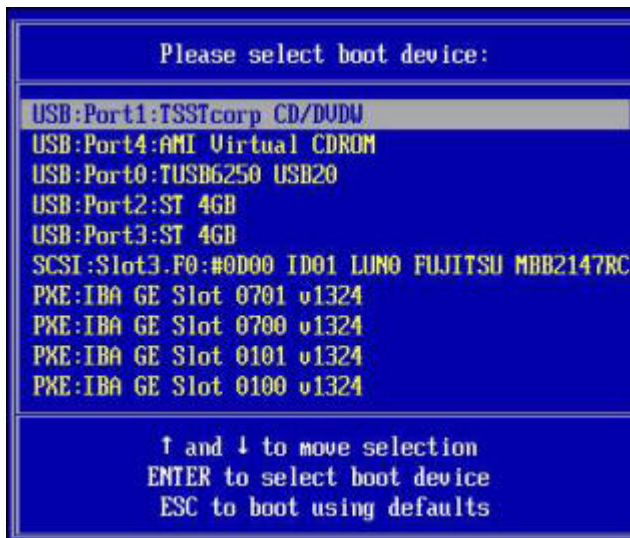 Please select boot device:
USB:Port1:TSSTcorp CD/DVDW
USB:Port4:AMI Virtual CDROM
USB:Port0:TUSB6250 USB20
USB:Port2:ST 4GB
USB:Port3:ST 4GB
SCSI:Slot3.F0:#0D00 ID01 LUN0 FUJITSU MBB2147RC
PXE:IBA GE Slot 0701 v1324
PXE:IBA GE Slot 0700 v1324
PXE:IBA GE Slot 0101 v1324
PXE:IBA GE Slot 0100 v1324
↑ and ↓ to move selection
ENTER to select boot device
ESC to boot using defaults